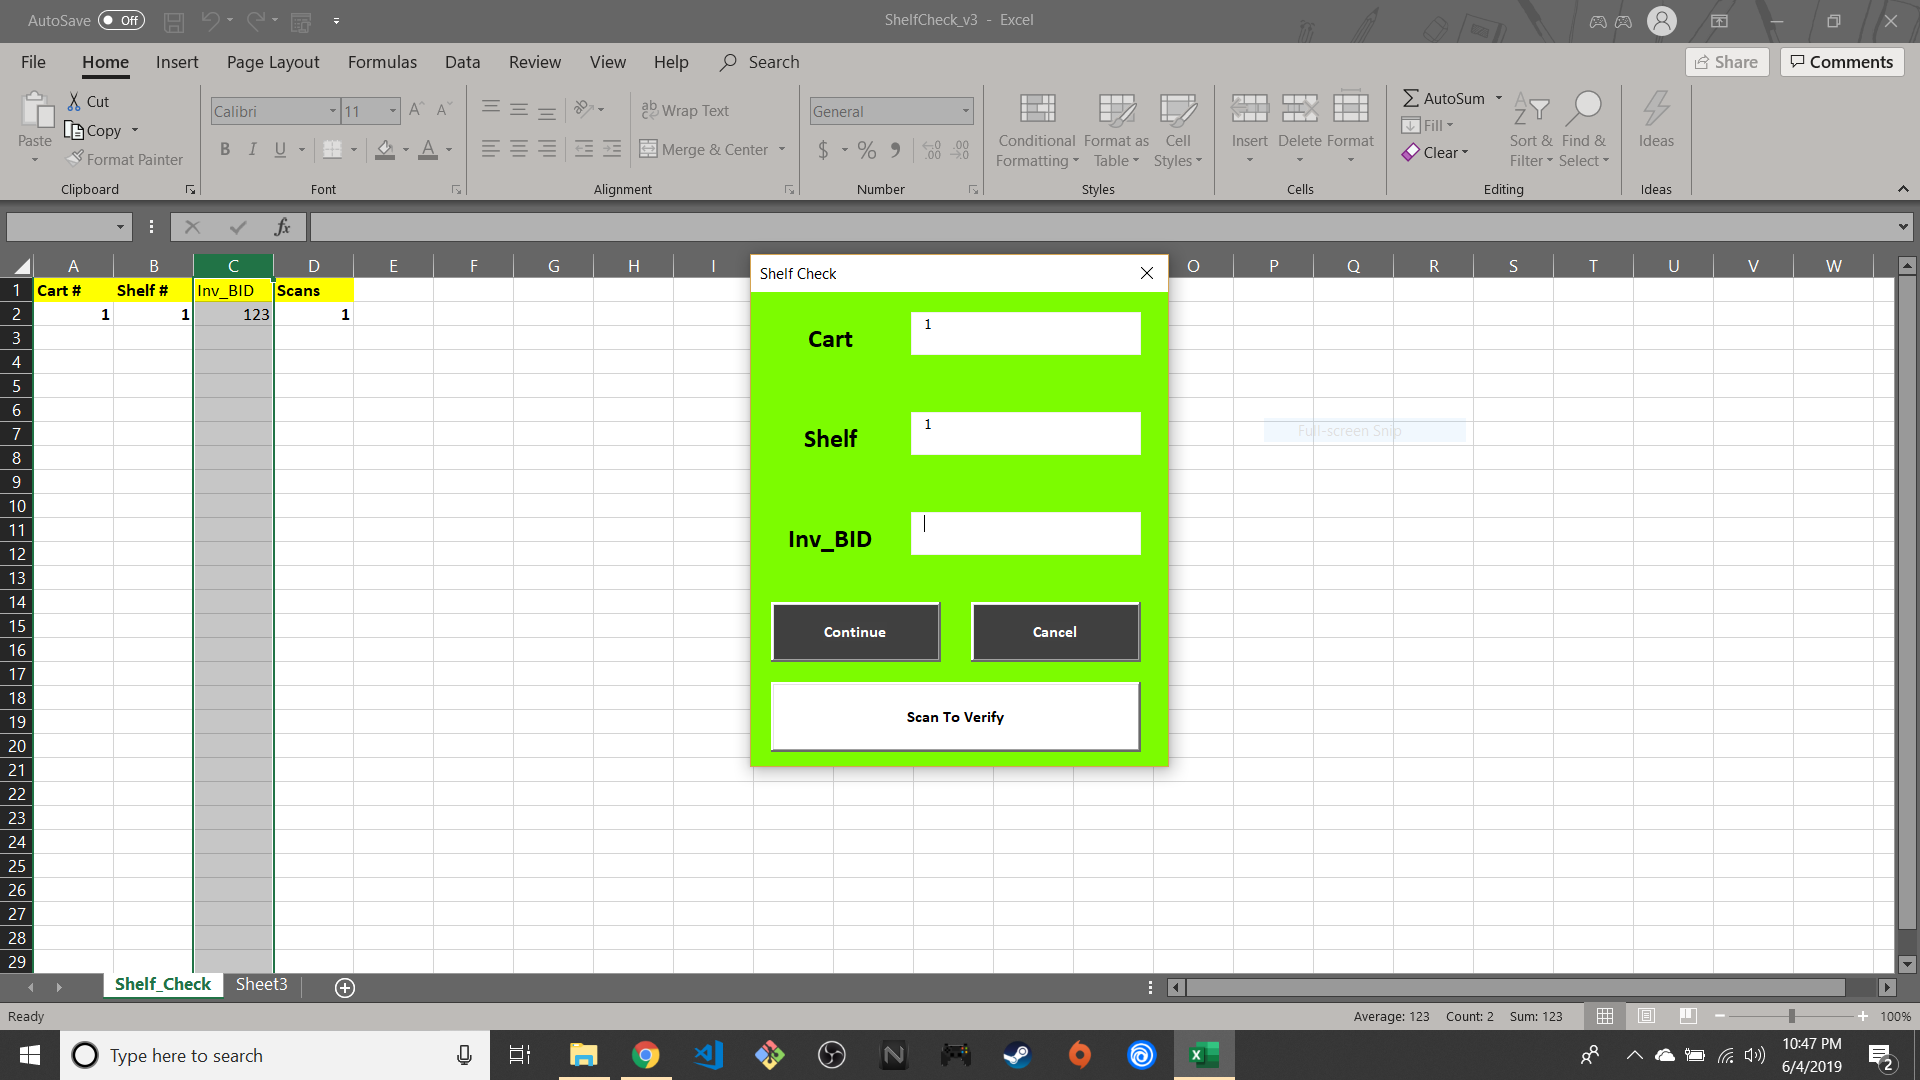 AutoSave Off ShelfCheck_v3 - Excel
File Home Insert Page Layout Formulas Data Review View Help Search Share Comments
Paste Cut Copy Format Painter Clipboard
Calibri 11
B I U A Font
Wrap Text
Merge & Center
Alignment
General
$ % Number
Conditional Formatting Format as Table Cell Styles Styles
Insert Delete Format Cells
AutoSum Fill Clear Sort & Filter Find & Select Editing
Ideas Ideas
fx
A B C D E F G H I O P Q R S T U V W
1 Cart # Shelf # Inv_BID Scans
2 1 1 123 1
3
4
5
6
7
8
9
10
11
12
13
14
15
16
17
18
19
20
21
22
23
24
25
26
27
28
29
Shelf Check
Cart 1
Shelf 1
Inv_BID
Continue Cancel
Scan To Verify
Full-screen Snip
Shelf_Check Sheet3
Ready Average: 123 Count: 2 Sum: 123 100%
Type here to search
10:47 PM
6/4/2019
2